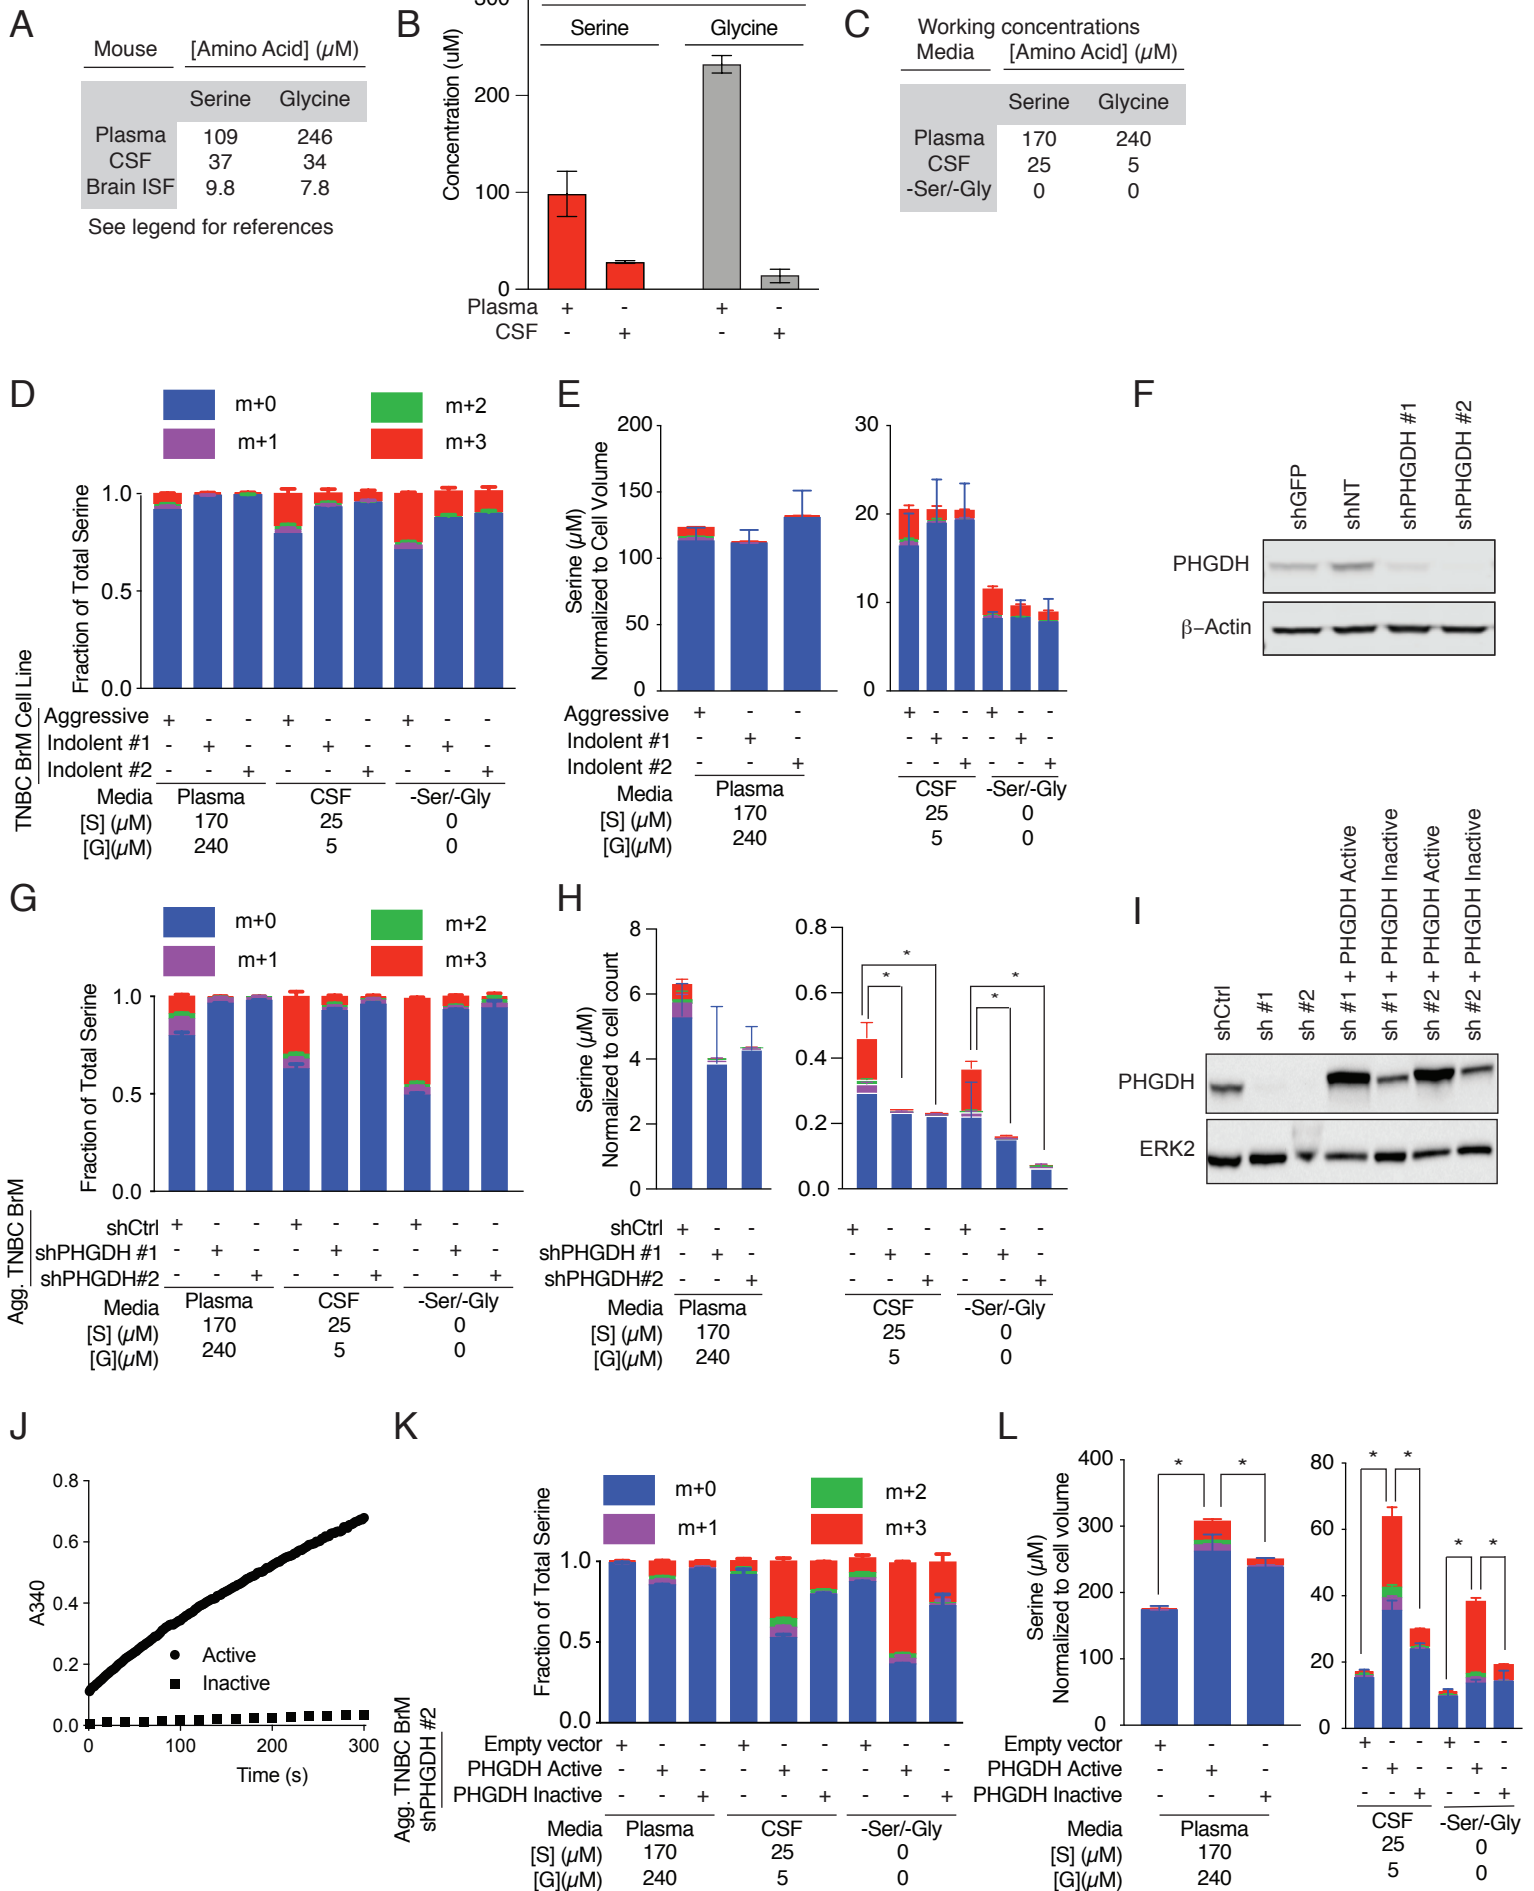 A
Mouse [Amino Acid] (µM)
Serine Glycine
Plasma 109 246
CSF 37 34
Brain ISF 9.8 7.8
See legend for references
B
Serine Glycine
Concentration (uM)
200
100
0
Plasma + - + -
CSF - + - +
C
Working concentrations
Media [Amino Acid] (µM)
Serine Glycine
Plasma 170 240
CSF 25 5
-Ser/-Gly 0 0
D
m+0 m+2
m+1 m+3
Fraction of Total Serine
1.0
0.5
0.0
TNBC BrM Cell Line
Aggressive + - - + - - + - -
Indolent #1 - + - - + - - + -
Indolent #2 - - + - - + - - +
Media Plasma CSF -Ser/-Gly
[S] (µM) 170 25 0
[G](µM) 240 5 0
E
Serine (µM)
Normalized to Cell Volume
200
150
100
50
0
30
20
10
0
Aggressive + - - + - - + - -
Indolent #1 - + - - + - - + -
Indolent #2 - - + - - + - - +
Media Plasma CSF -Ser/-Gly
[S] (µM) 170 25 0
[G](µM) 240 5 0
F
shGFP
shNT
shPHGDH #1
shPHGDH #2
PHGDH
β−Actin
G
m+0 m+2
m+1 m+3
Fraction of Total Serine
1.0
0.5
0.0
Agg. TNBC BrM
shCtrl + - - + - - + - -
shPHGDH #1 - + - - + - - + -
shPHGDH#2 - - + - - + - - +
Media Plasma CSF -Ser/-Gly
[S] (µM) 170 25 0
[G](µM) 240 5 0
H
Serine (µM)
Normalized to cell count
8
6
4
2
0
0.8
0.6
0.4
0.2
0.0
* * * *
shCtrl + - - + - - + - -
shPHGDH #1 - + - - + - - + -
shPHGDH#2 - - + - - + - - +
Media Plasma CSF -Ser/-Gly
[S] (µM) 170 25 0
[G](µM) 240 5 0
I
shCtrl
sh #1
sh #2
sh #1 + PHGDH Active
sh #1 + PHGDH Inactive
sh #2 + PHGDH Active
sh #2 + PHGDH Inactive
PHGDH
ERK2
J
A340
0.8
0.6
0.4
0.2
0.0
Active
Inactive
0 100 200 300
Time (s)
K
m+0 m+2
m+1 m+3
Fraction of Total Serine
1.0
0.5
0.0
Agg. TNBC BrM
shPHGDH #2
Empty vector + - - + - - + - -
PHGDH Active - + - - + - - + -
PHGDH Inactive - - + - - + - - +
Media Plasma CSF -Ser/-Gly
[S] (µM) 170 25 0
[G](µM) 240 5 0
L
Serine (µM)
Normalized to cell volume
400
300
200
100
0
* *
80
60
40
20
0
* * * *
Empty vector + - - + - - + - -
PHGDH Active - + - - + - - + -
PHGDH Inactive - - + - - + - - +
Media Plasma CSF -Ser/-Gly
[S] (µM) 170 25 0
[G](µM) 240 5 0